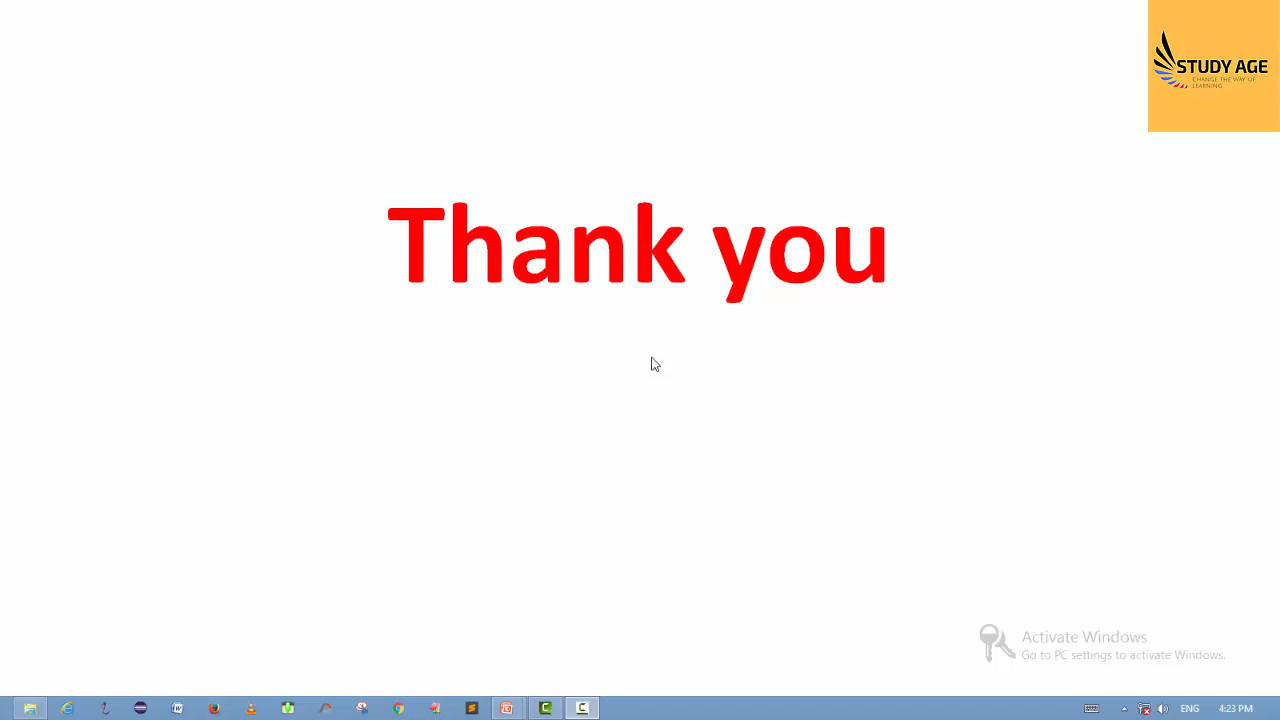 STUDY AGE
CHANGE THE WAY OF
LEARNING
Thank you
Activate Windows
Go to PC settings to activate Windows.
ENG
4:23 PM